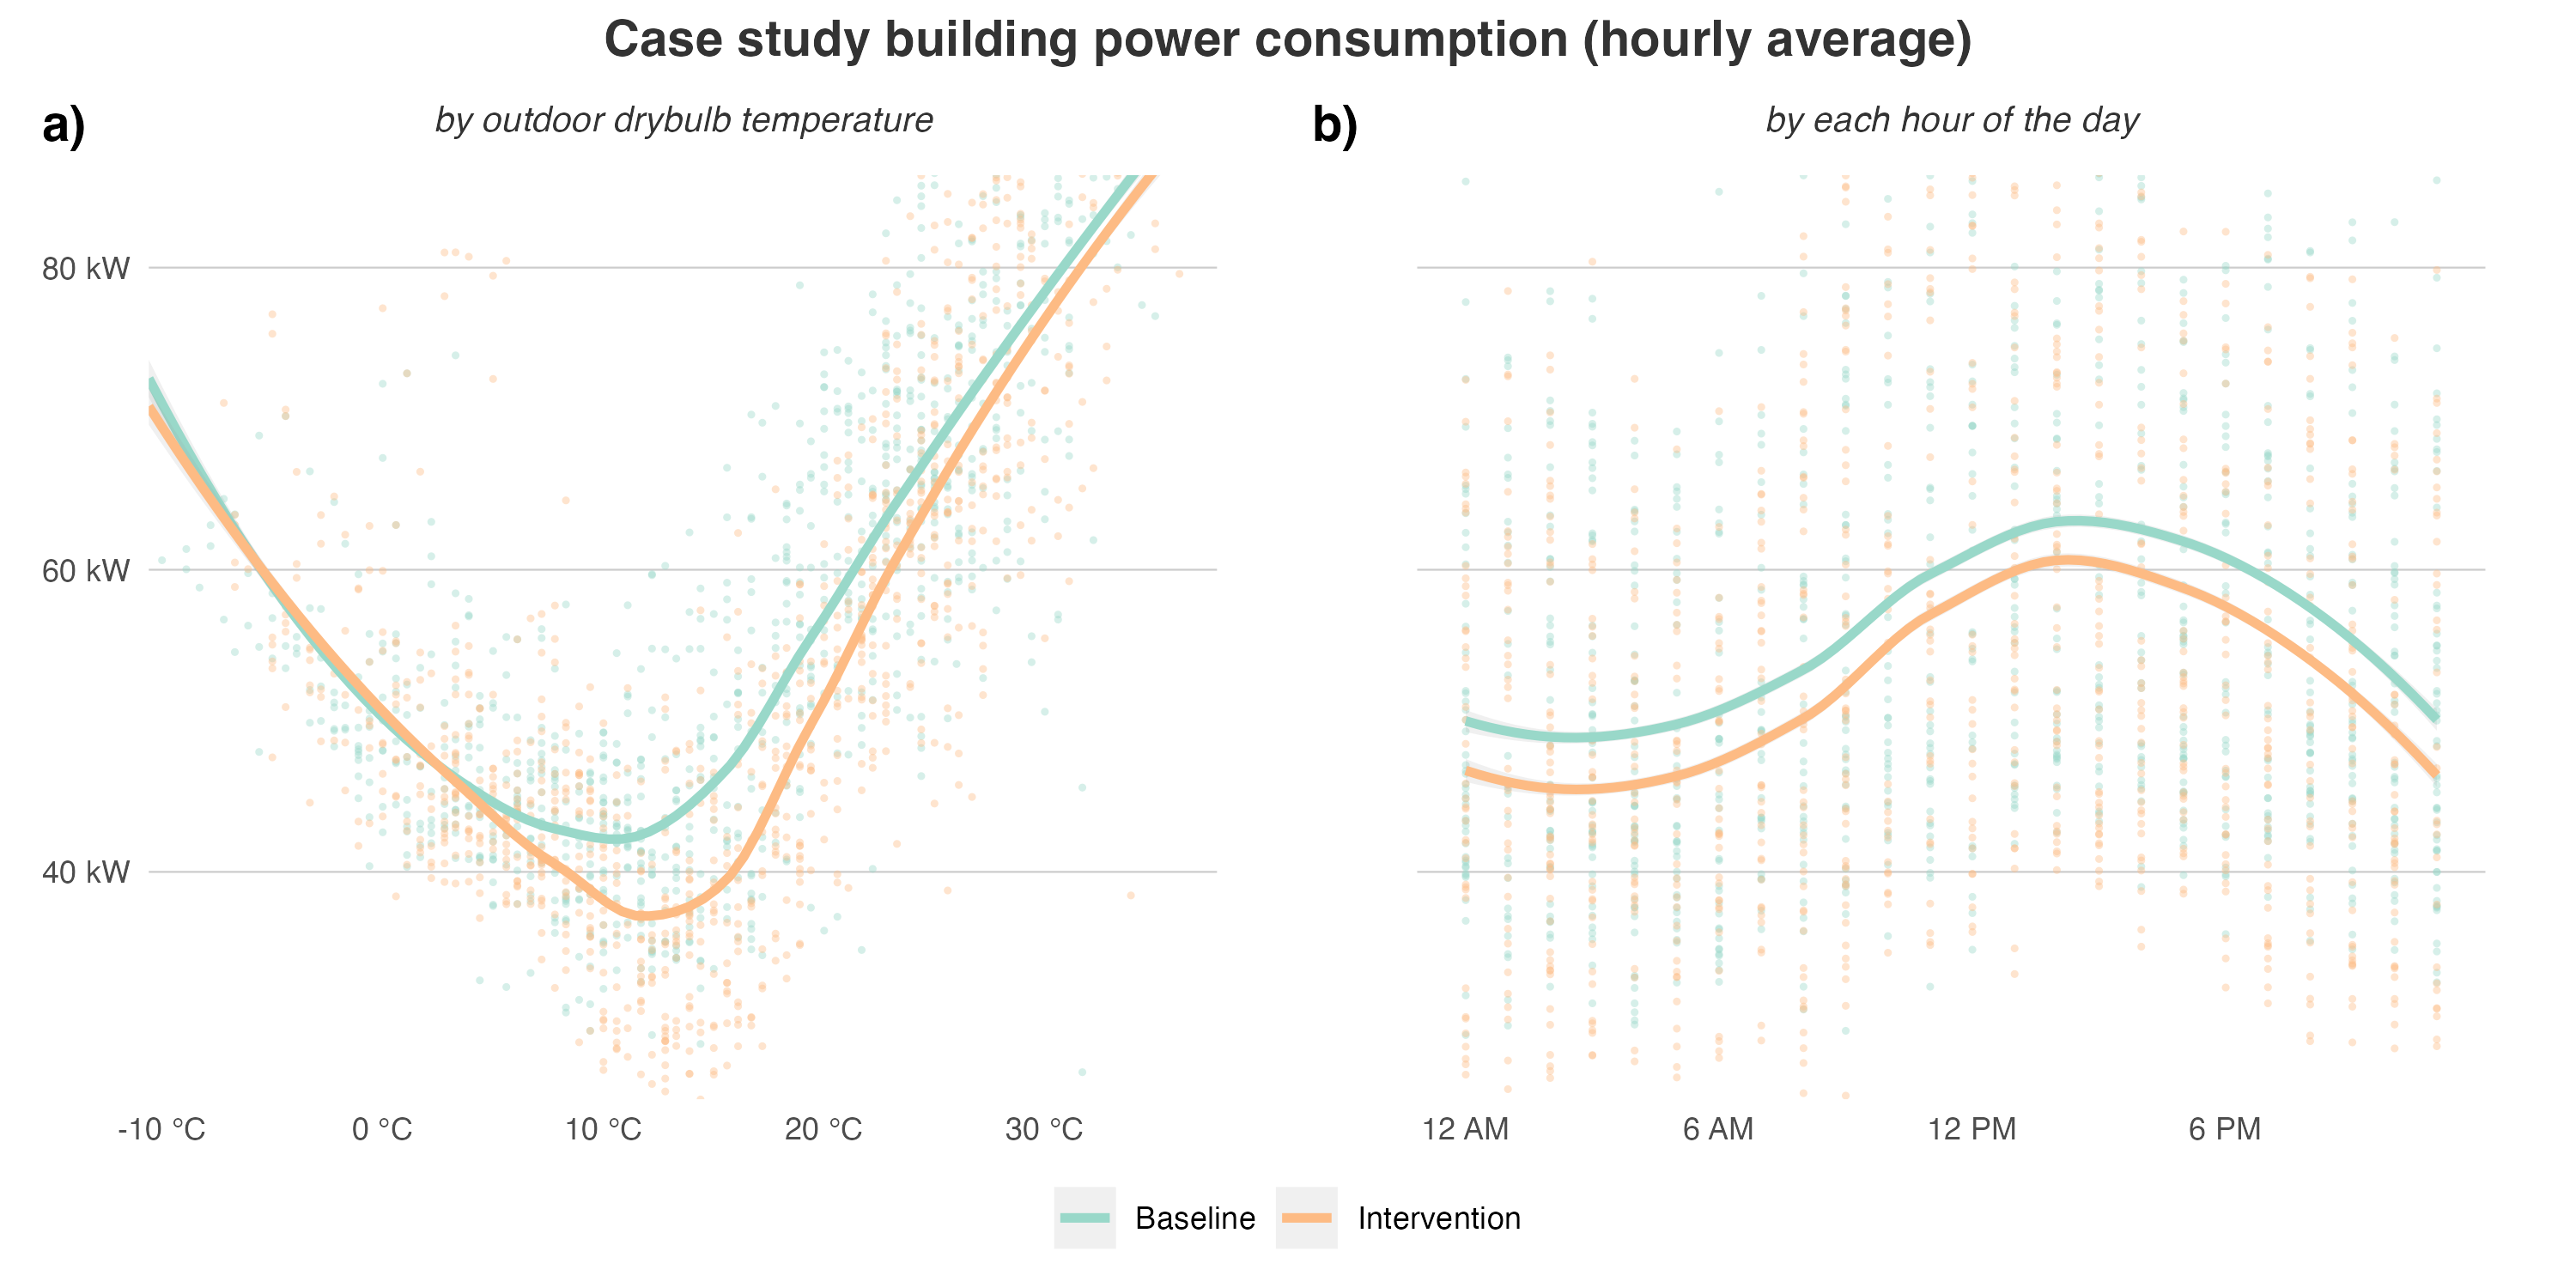 Case study building power consumption (hourly average)
a)
by outdoor drybulb temperature
80 kW
60 kW
40 kW
-10 °C 0 °C 10 °C 20 °C 30 °C
b)
by each hour of the day
12 AM 6 AM 12 PM 6 PM
Baseline Intervention